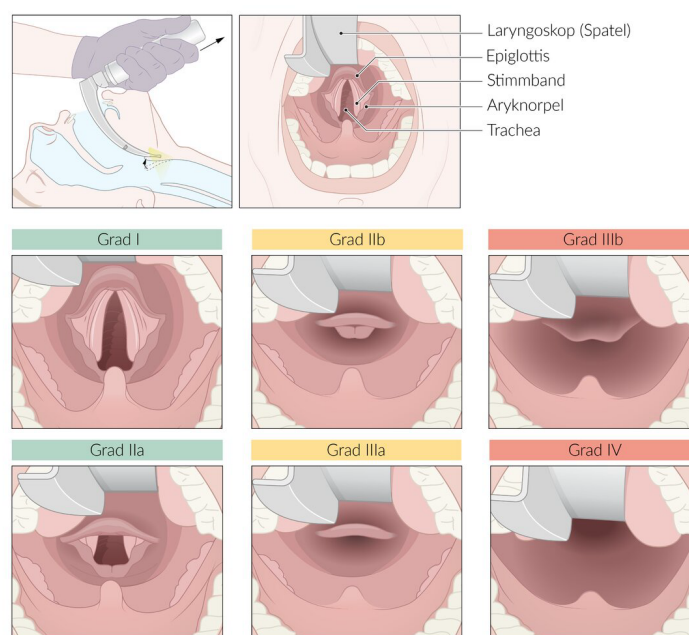 Laryngoskop (Spatel)
Epiglottis
Stimmband
Aryknorpel
Trachea
Grad I
Grad IIb
Grad IIIb
Grad IIa
Grad IIIa
Grad IV